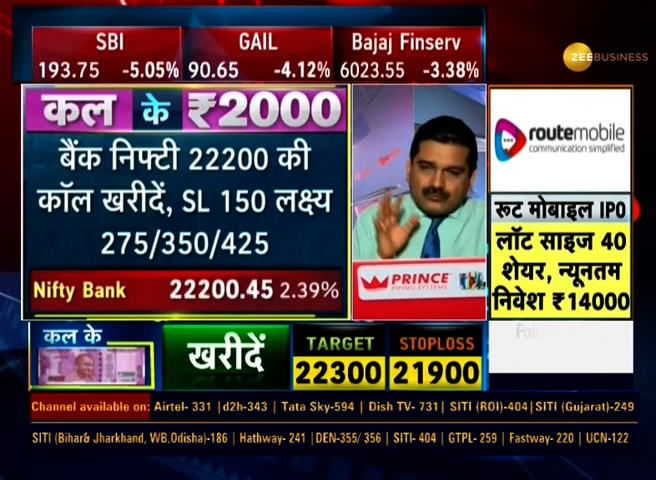 SBI
193.75 -5.05%
GAIL
90.65 -4.12%
Bajaj Finserv
6023.55 -3.38%
ZEE BUSINESS
कल के ₹2000
बैंक निफ्टी 22200 की
कॉल खरीदें, SL 150 लक्ष्य
275/350/425
Nifty Bank 22200.45 2.39%
PRINCE
PIPING SYSTEMS
routemobile
communication simplified
रूट मोबाइल IPO
लॉट साइज 40
शेयर, न्यूनतम
निवेश ₹14000
कल के
खरीदें
TARGET
22300
STOPLOSS
21900
Channel available on: Airtel- 331 | d2h-343 | Tata Sky-594 | Dish TV- 731| SITI (ROI)-404| SITI (Gujarat)-249
SITI (Bihar& Jharkhand, WB,Odisha)-186 | Hathway- 241 |DEN-355/ 356 | SITI- 404 | GTPL- 259 | Fastway- 220 | UCN-122